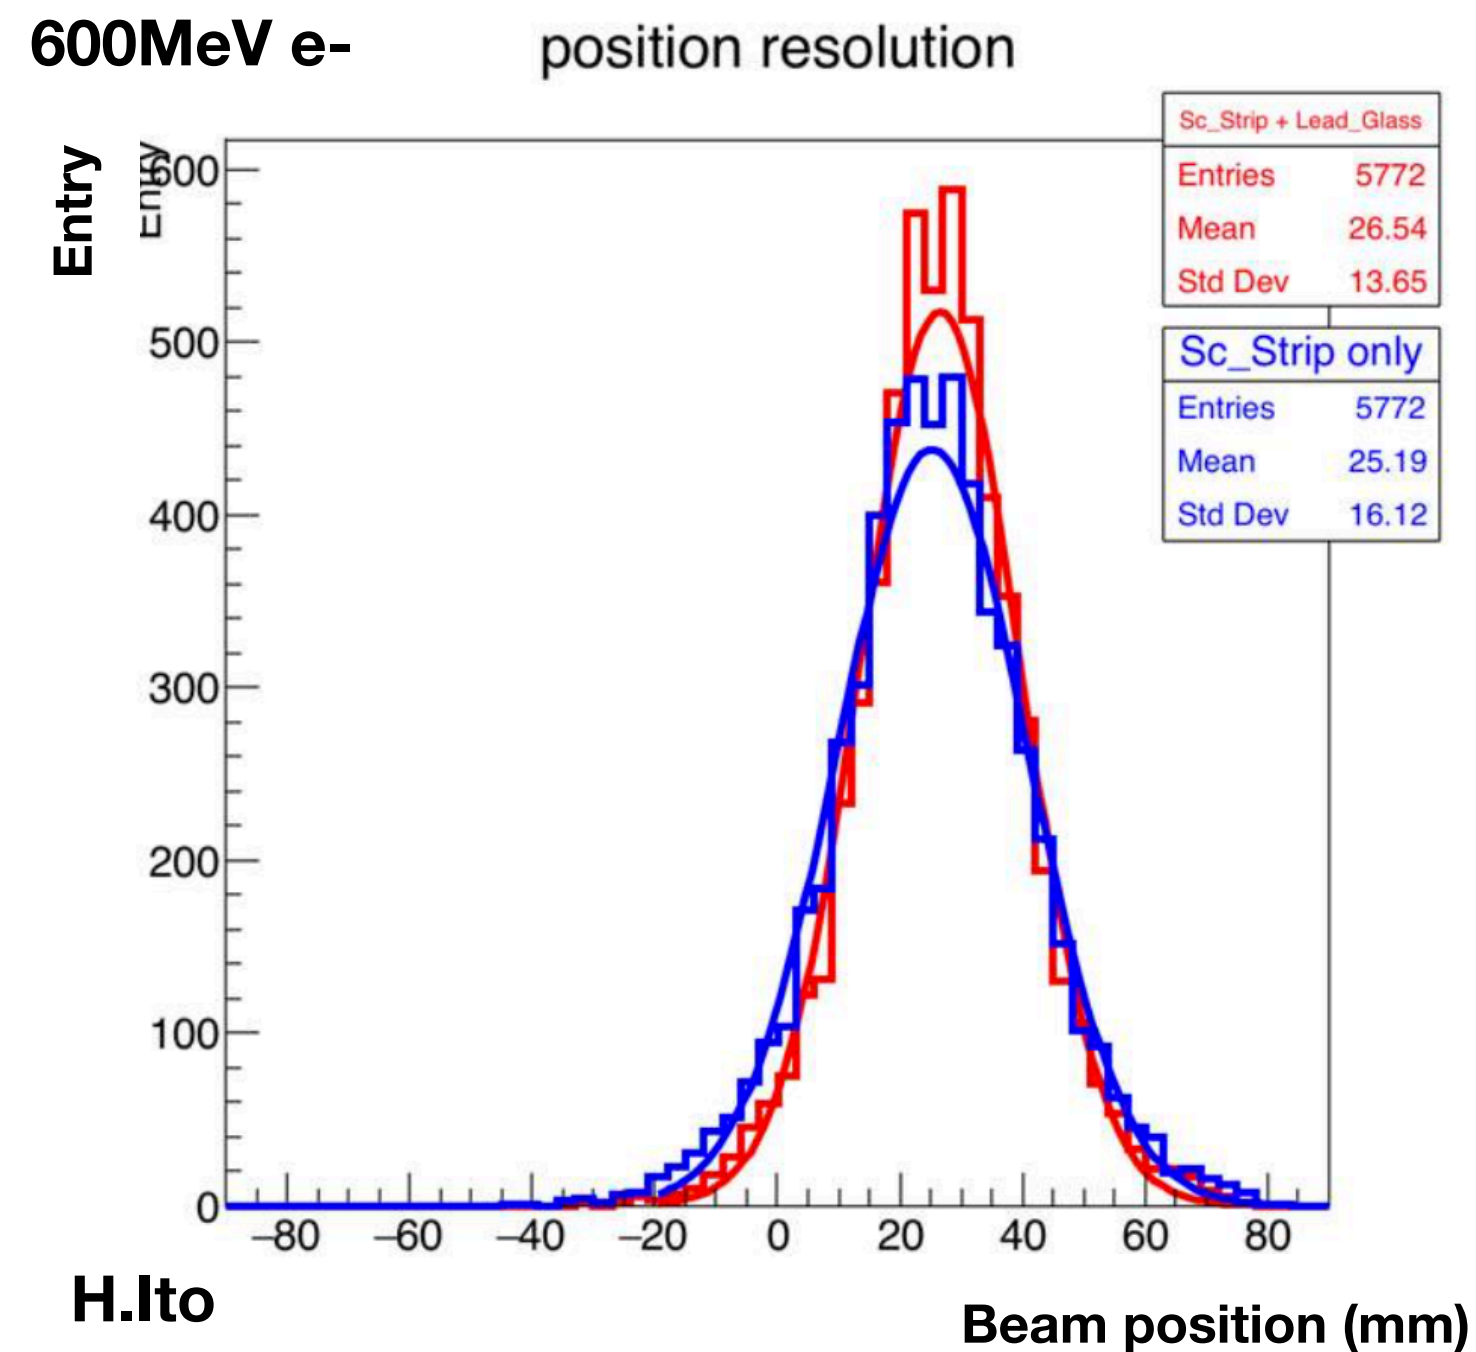 600MeV e-
position resolution
Entry
Entry
Sc_Strip + Lead_Glass
Entries 5772
Mean 26.54
Std Dev 13.65
Sc_Strip only
Entries 5772
Mean 25.19
Std Dev 16.12
600
500
400
300
200
100
0
−80 −60 −40 −20 0 20 40 60 80
H.Ito
Beam position (mm)